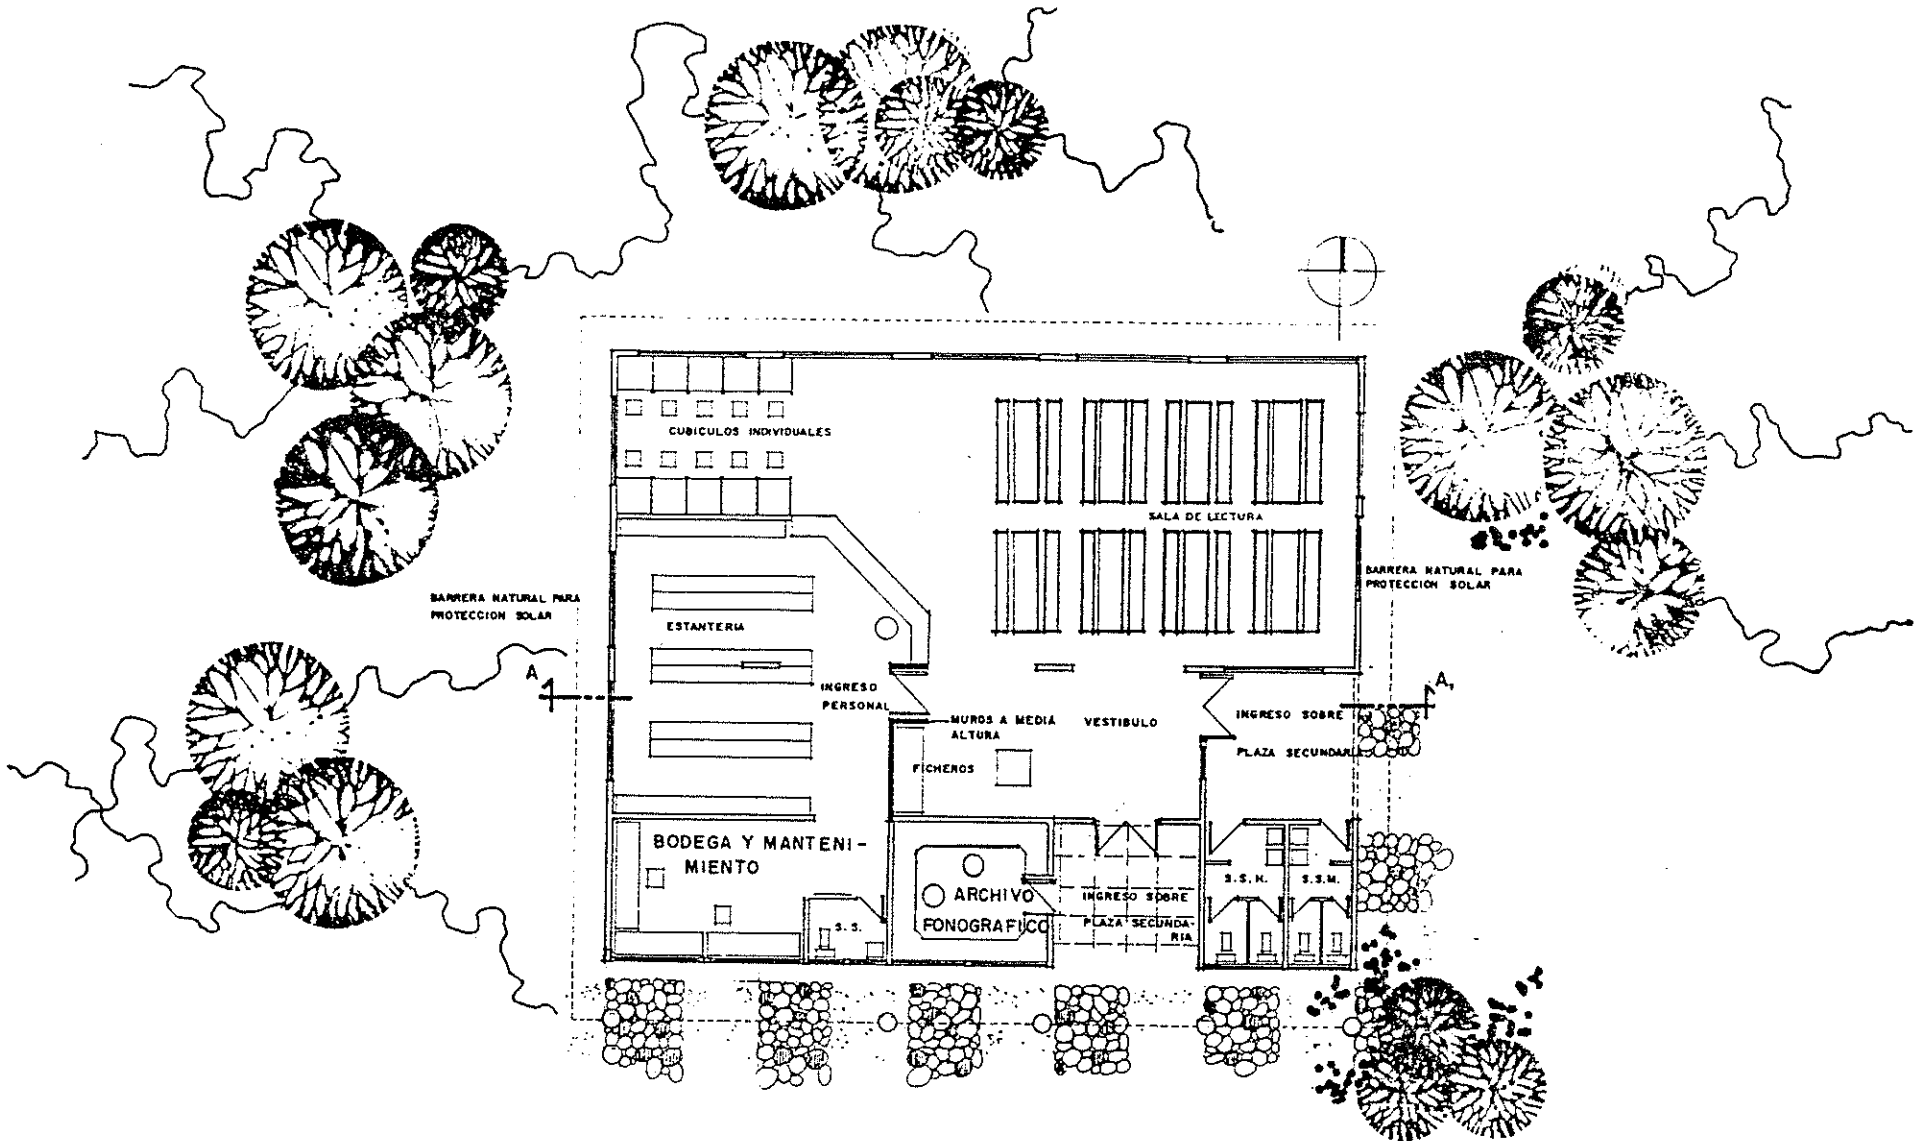 CUBICULOS INDIVIDUALES
SALA DE LECTURA
BARRERA NATURAL PARA
PROTECCION SOLAR
BARRERA NATURAL PARA
PROTECCION SOLAR
ESTANTERIA
A
A,
INGRESO
PERSONAL
MUROS A MEDIA
ALTURA
VESTIBULO
INGRESO SOBRE
PLAZA SECUNDARIA
FICHEROS
BODEGA Y MANTENI-
MIENTO
S.S.
ARCHIVO
FONOGRAFICO
INGRESO SOBRE
PLAZA SECUNDA-
RIA
S.S.H.
S.S.M.